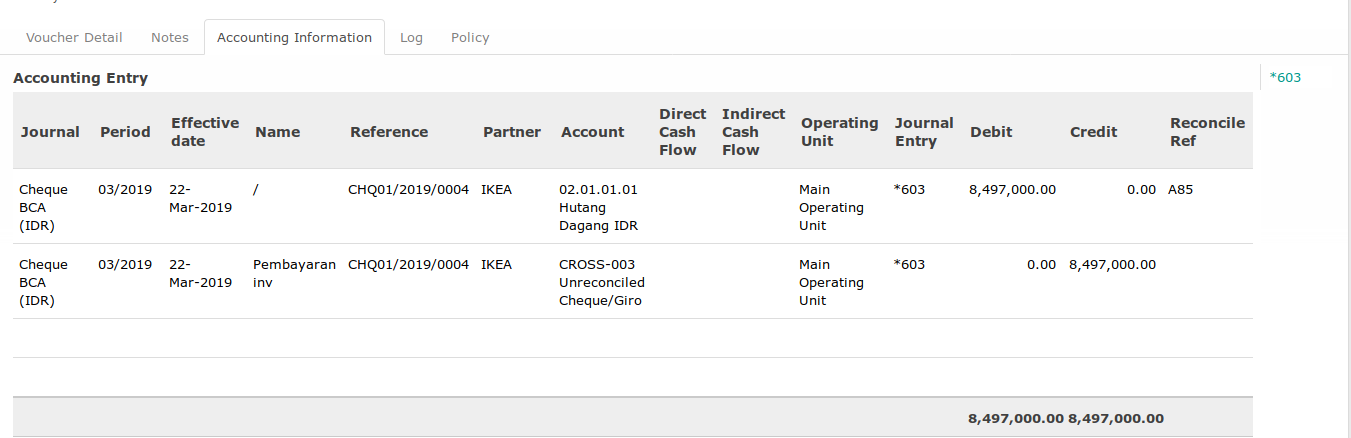 Voucher Detail Notes Accounting Information Log Policy
Accounting Entry
*603
Journal Period Effective date Name Reference Partner Account Direct Cash Flow Indirect Cash Flow Operating Unit Journal Entry Debit Credit Reconcile Ref
Cheque BCA (IDR) 03/2019 22-Mar-2019 / CHQ01/2019/0004 IKEA 02.01.01.01 Hutang Dagang IDR Main Operating Unit *603 8,497,000.00 0.00 A85
Cheque BCA (IDR) 03/2019 22-Mar-2019 Pembayaran inv CHQ01/2019/0004 IKEA CROSS-003 Unreconciled Cheque/Giro Main Operating Unit *603 0.00 8,497,000.00
8,497,000.00 8,497,000.00